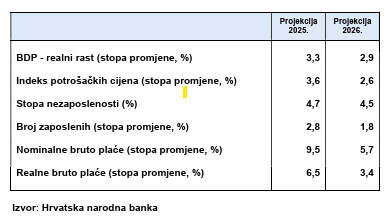 Projekcija 2025. Projekcija 2026.
BDP - realni rast (stopa promjene, %) 3,3 2,9
Indeks potrošačkih cijena (stopa promjene, %) 3,6 2,6
Stopa nezaposlenosti (%) 4,7 4,5
Broj zaposlenih (stopa promjene, %) 2,8 1,8
Nominalne bruto plaće (stopa promjene, %) 9,5 5,7
Realne bruto plaće (stopa promjene, %) 6,5 3,4
Izvor: Hrvatska narodna banka